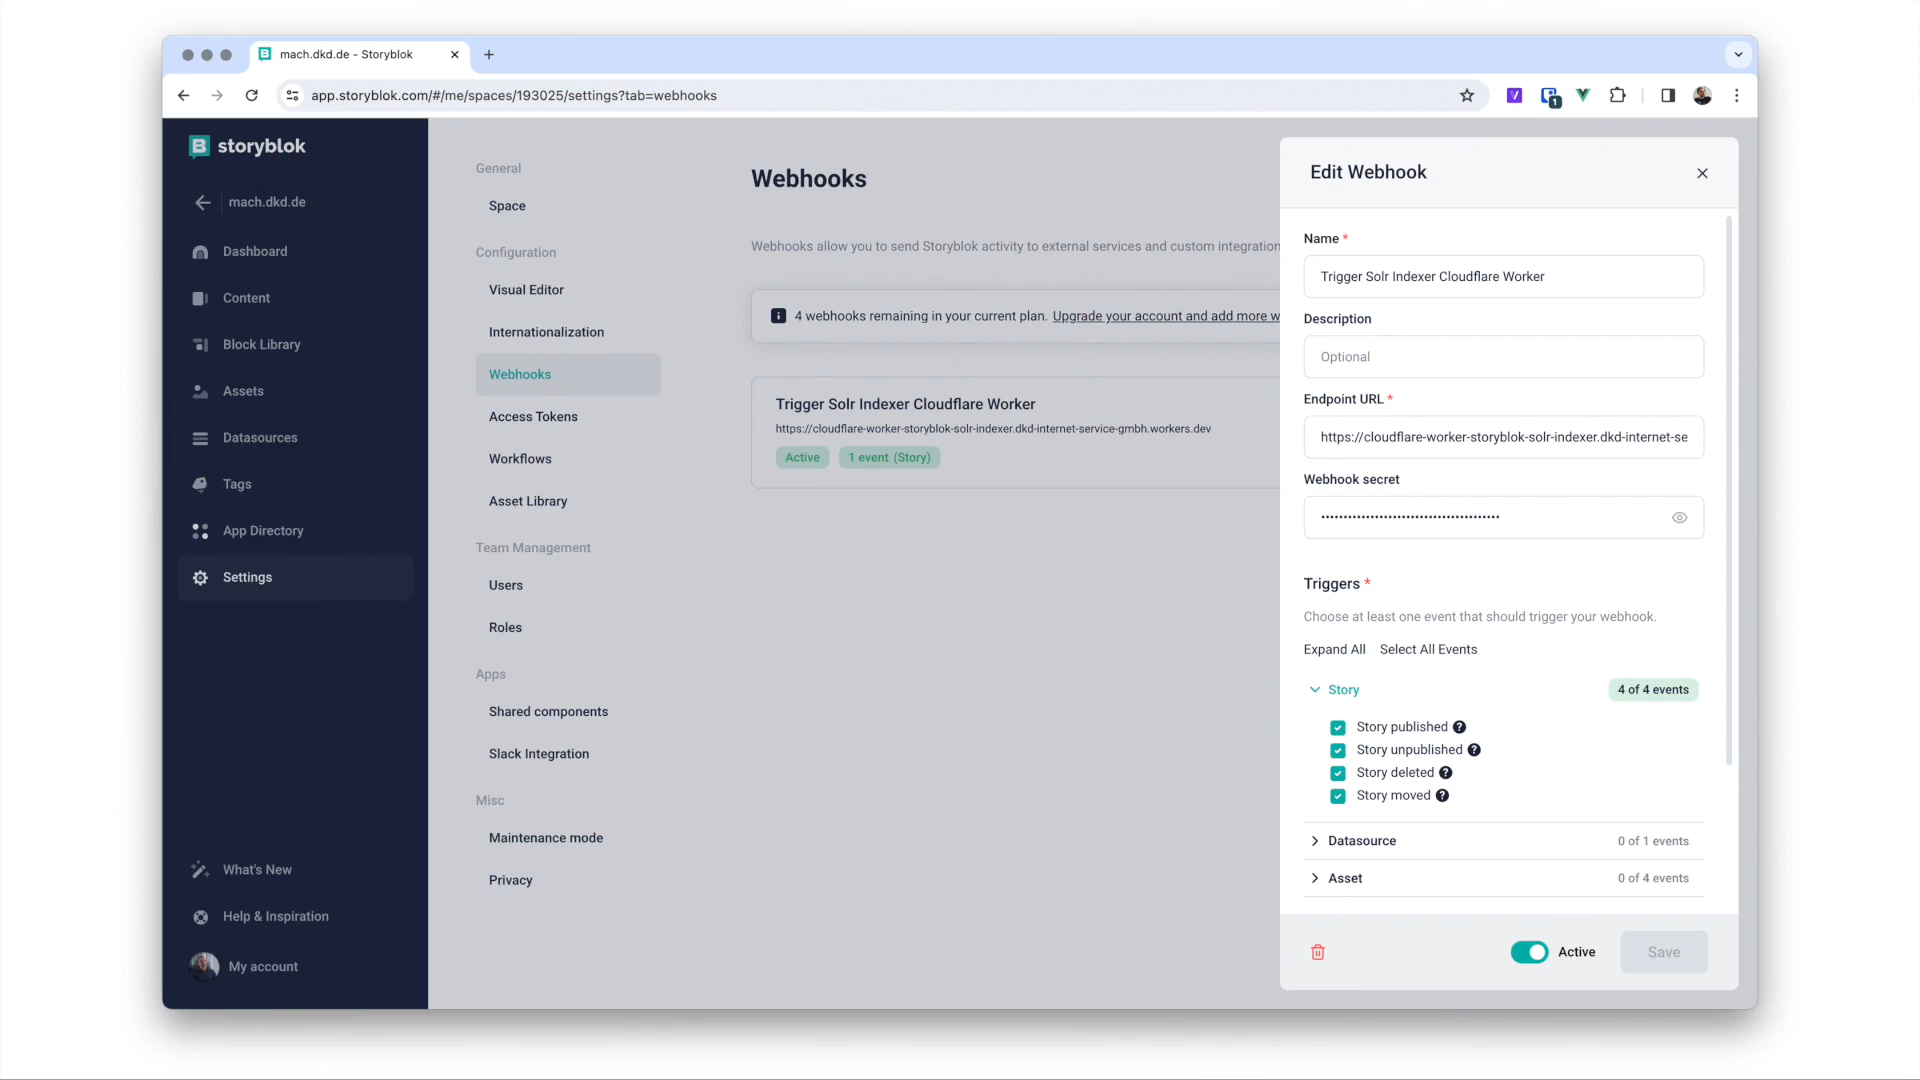 mach.dkd.de - Storyblok
app.storyblok.com/#/me/spaces/193025/settings?tab=webhooks
1
storyblok
mach.dkd.de
Dashboard
Content
Block Library
Assets
Datasources
Tags
App Directory
Settings
What's New
Help & Inspiration
My account
General
Space
Configuration
Visual Editor
Internationalization
Webhooks
Access Tokens
Workflows
Asset Library
Team Management
Users
Roles
Apps
Shared components
Slack Integration
Misc
Maintenance mode
Privacy
Webhooks
Webhooks allow you to send Storyblok activity to external services and custom integration
4 webhooks remaining in your current plan. Upgrade your account and add more w
Trigger Solr Indexer Cloudflare Worker
https://cloudflare-worker-storyblok-solr-indexer.dkd-internet-service-gmbh.workers.dev
Active 1 event (Story)
Edit Webhook
Name *
Trigger Solr Indexer Cloudflare Worker
Description
Optional
Endpoint URL *
https://cloudflare-worker-storyblok-solr-indexer.dkd-internet-se
Webhook secret
Triggers *
Choose at least one event that should trigger your webhook.
Expand All Select All Events
Story 4 of 4 events
Story published ?
Story unpublished ?
Story deleted ?
Story moved ?
Datasource 0 of 1 events
Asset 0 of 4 events
Active Save